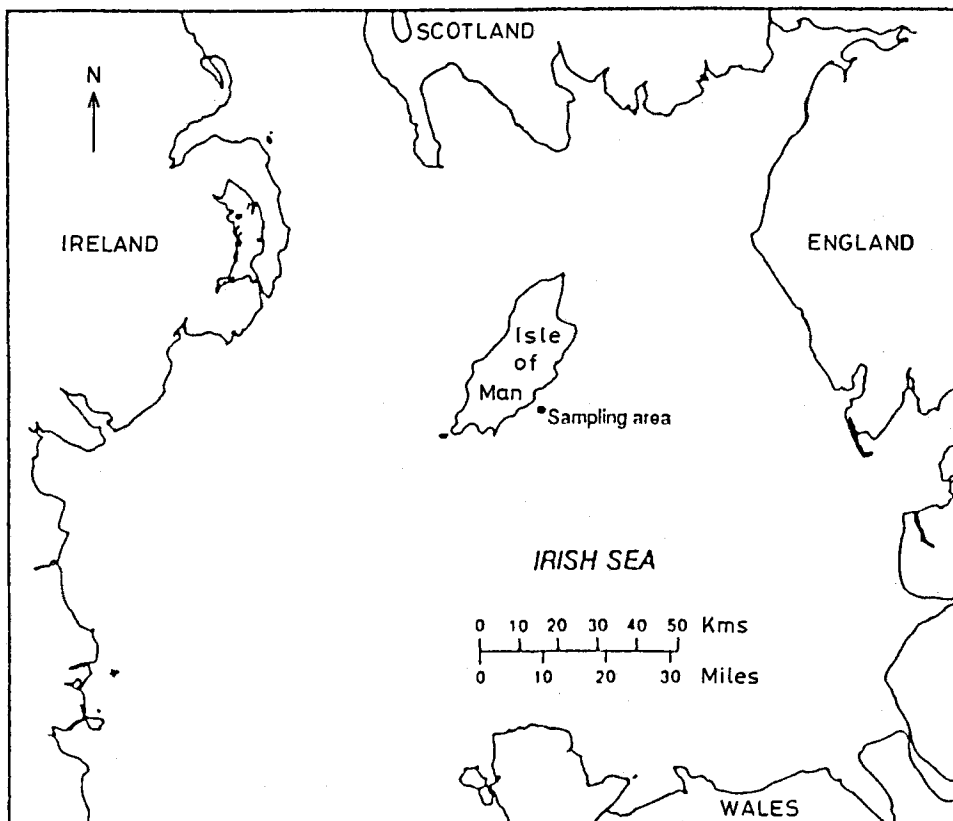 SCOTLAND
N
IRELAND
ENGLAND
Isle
of
Man
Sampling area
IRISH SEA
0 10 20 30 40 50 Kms
0 10 20 30 Miles
WALES